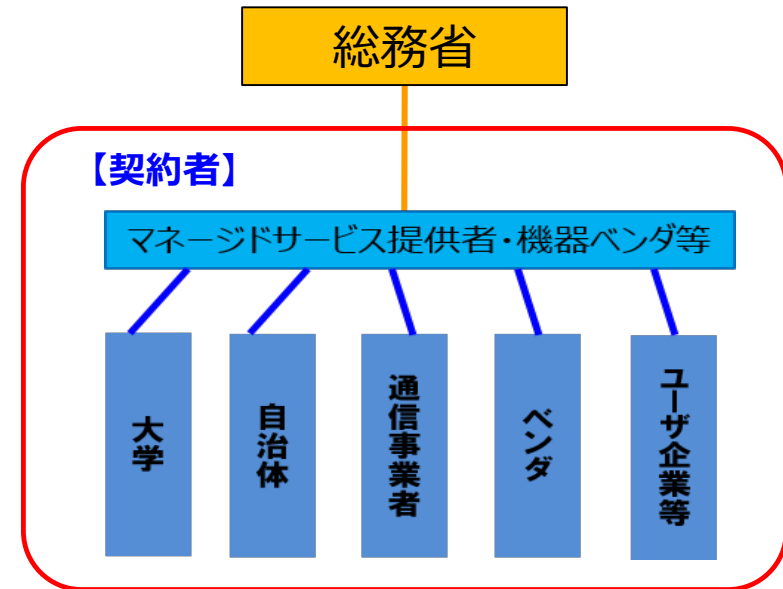 総務省
【契約者】
マネージドサービス提供者・機器ベンダ等
大学
自治体
通信事業者
ベンダ
ユーザ企業等